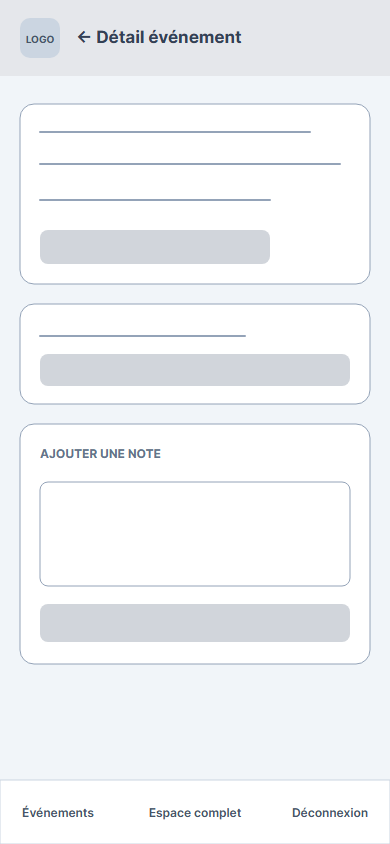 LOGO
← Détail événement
AJOUTER UNE NOTE
Événements
Espace complet
Déconnexion